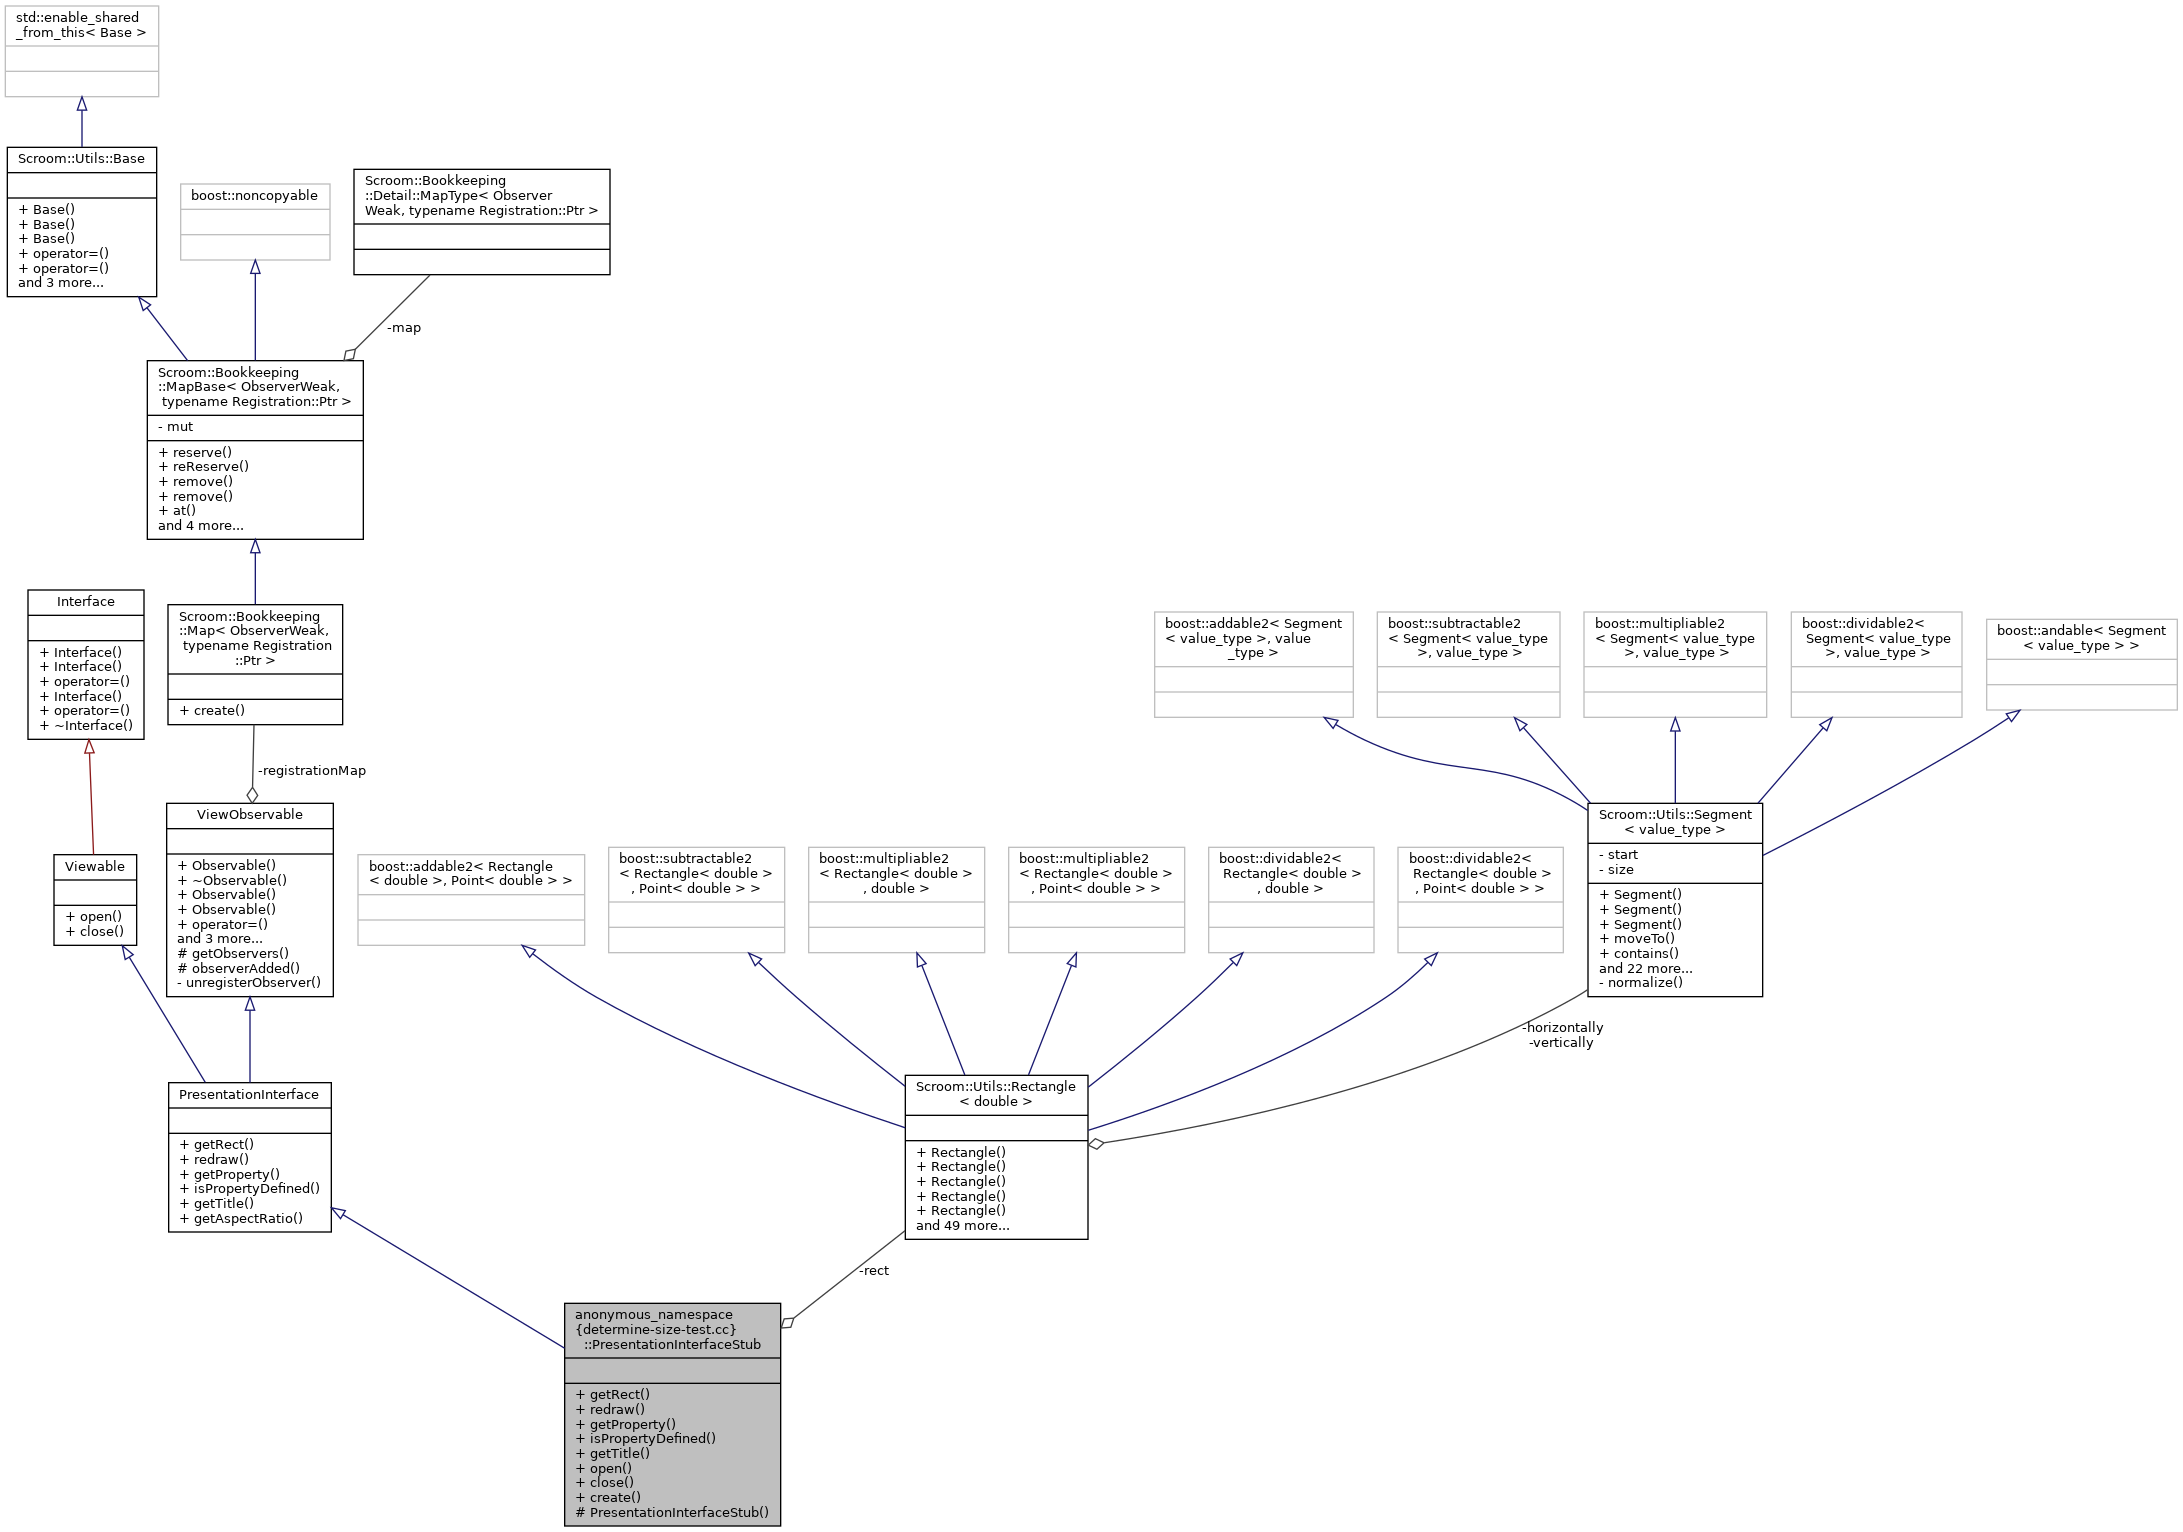 std::enable_shared
_from_this< Base >
Scroom::Utils::Base
+ Base()
+ Base()
+ Base()
+ operator=()
+ operator=()
and 3 more...
boost::noncopyable
Scroom::Bookkeeping
::Detail::MapType< Observer
Weak, typename Registration::Ptr >
-map
Scroom::Bookkeeping
::MapBase< ObserverWeak,
typename Registration::Ptr >
- mut
+ reserve()
+ reReserve()
+ remove()
+ remove()
+ at()
and 4 more...
Interface
+ Interface()
+ Interface()
+ operator=()
+ Interface()
+ operator=()
+ ~Interface()
Scroom::Bookkeeping
::Map< ObserverWeak,
typename Registration
::Ptr >
+ create()
-registrationMap
boost::addable2< Segment
< value_type >, value
_type >
boost::subtractable2
< Segment< value_type
>, value_type >
boost::multipliable2
< Segment< value_type
>, value_type >
boost::dividable2<
Segment< value_type
>, value_type >
boost::andable< Segment
< value_type > >
Viewable
+ open()
+ close()
ViewObservable
+ Observable()
+ ~Observable()
+ Observable()
+ Observable()
+ operator=()
and 3 more...
# getObservers()
# observerAdded()
- unregisterObserver()
boost::addable2< Rectangle
< double >, Point< double > >
boost::subtractable2
< Rectangle< double >
, Point< double > >
boost::multipliable2
< Rectangle< double >
, double >
boost::multipliable2
< Rectangle< double >
, Point< double > >
boost::dividable2<
Rectangle< double >
, double >
boost::dividable2<
Rectangle< double >
, Point< double > >
Scroom::Utils::Segment
< value_type >
- start
- size
+ Segment()
+ Segment()
+ Segment()
+ moveTo()
+ contains()
and 22 more...
- normalize()
-horizontally
-vertically
PresentationInterface
+ getRect()
+ redraw()
+ getProperty()
+ isPropertyDefined()
+ getTitle()
+ getAspectRatio()
Scroom::Utils::Rectangle
< double >
+ Rectangle()
+ Rectangle()
+ Rectangle()
+ Rectangle()
+ Rectangle()
and 49 more...
-rect
anonymous_namespace
{determine-size-test.cc}
::PresentationInterfaceStub
+ getRect()
+ redraw()
+ getProperty()
+ isPropertyDefined()
+ getTitle()
+ open()
+ close()
+ create()
# PresentationInterfaceStub()